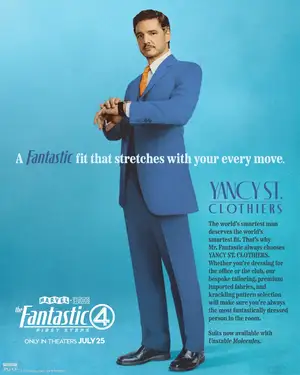 A Fantastic fit that stretches with your every move.
YANCY ST.
CLOTHIERS
The world's smartest man
deserves the world's
smartest fit. That's why
Mr. Fantastic always chooses
YANCY ST. CLOTHIERS.
Whether you're dressing for
the office or the club, our
bespoke tailoring, premium
imported fabrics, and
krackling pattern selection
will make sure you're always
the most fantastically dressed
person in the room.
Suits now available with
Unstable Molecules.
MARVEL STUDIOS
the Fantastic 4
FIRST STEPS
ONLY IN THEATERS JULY 25